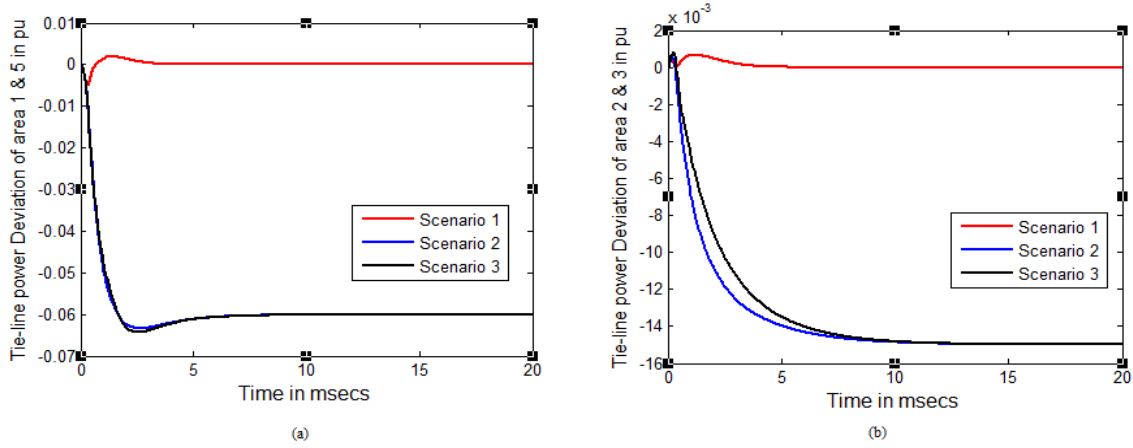 Tie-line power Deviation of area 1 & 5 in pu
0.01
0
-0.01
-0.02
-0.03
-0.04
-0.05
-0.06
-0.07
Scenario 1
Scenario 2
Scenario 3
0
5
10
15
20
Time in msecs
(a)
Tie-line power Deviation of area 2 & 3 in pu
x 10^-3
2
0
-2
-4
-6
-8
-10
-12
-14
-16
Scenario 1
Scenario 2
Scenario 3
0
5
10
15
20
Time in msecs
(b)